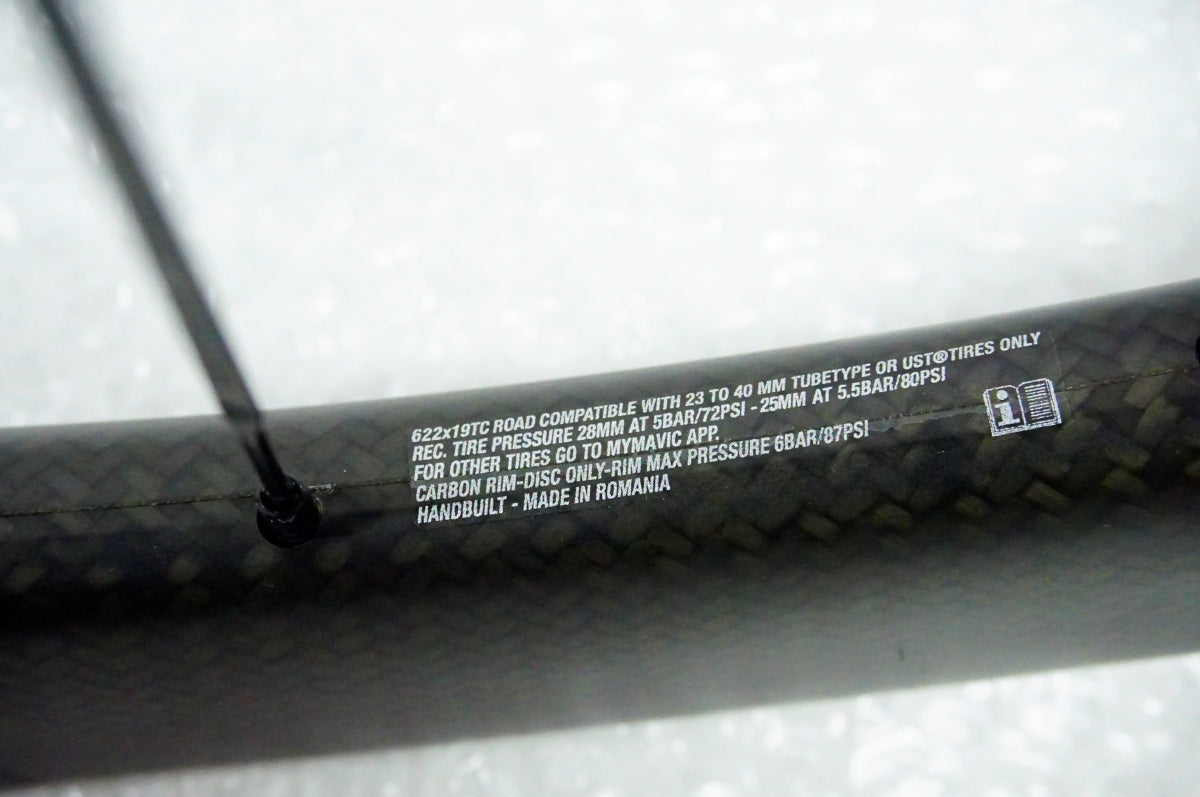 622x19TC ROAD COMPATIBLE WITH 23 TO 40 MM TUBETYPE OR UST®TIRES ONLY
REC. TIRE PRESSURE 28MM AT 5BAR/72PSI - 25MM AT 5.5BAR/80PSI
FOR OTHER TIRES GO TO MYMAVIC APP.
CARBON RIM-DISC ONLY-RIM MAX PRESSURE 6BAR/87PSI
HANDBUILT - MADE IN ROMANIA